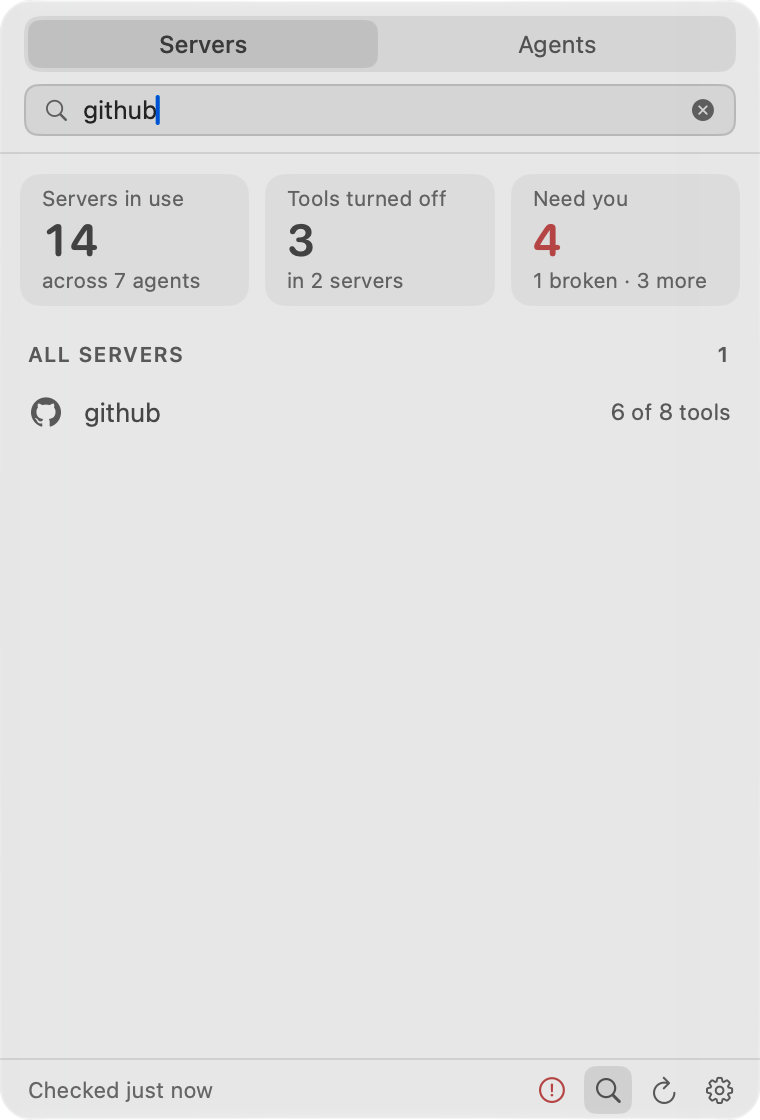 Servers Agents
github
Servers in use Tools turned off Need you
14 3 4
across 7 agents in 2 servers 1 broken · 3 more
ALL SERVERS 1
github 6 of 8 tools
Checked just now